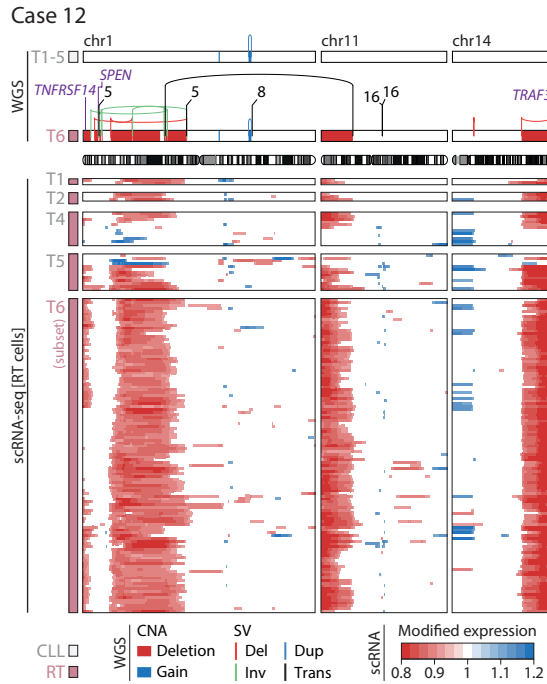 Case 12
chr1 chr11 chr14
T1-5
WGS
SPEN
TNFRSF14
5 5 8 16 16
TRAF3
T6
T1
T2
T4
T5
T6
(subset)
scRNA-seq [RT cells]
CLL
RT
WGS
CNA SV
Deletion Del Dup
Gain Inv Trans
scRNA
Modified expression
0.8 0.9 1 1.1 1.2